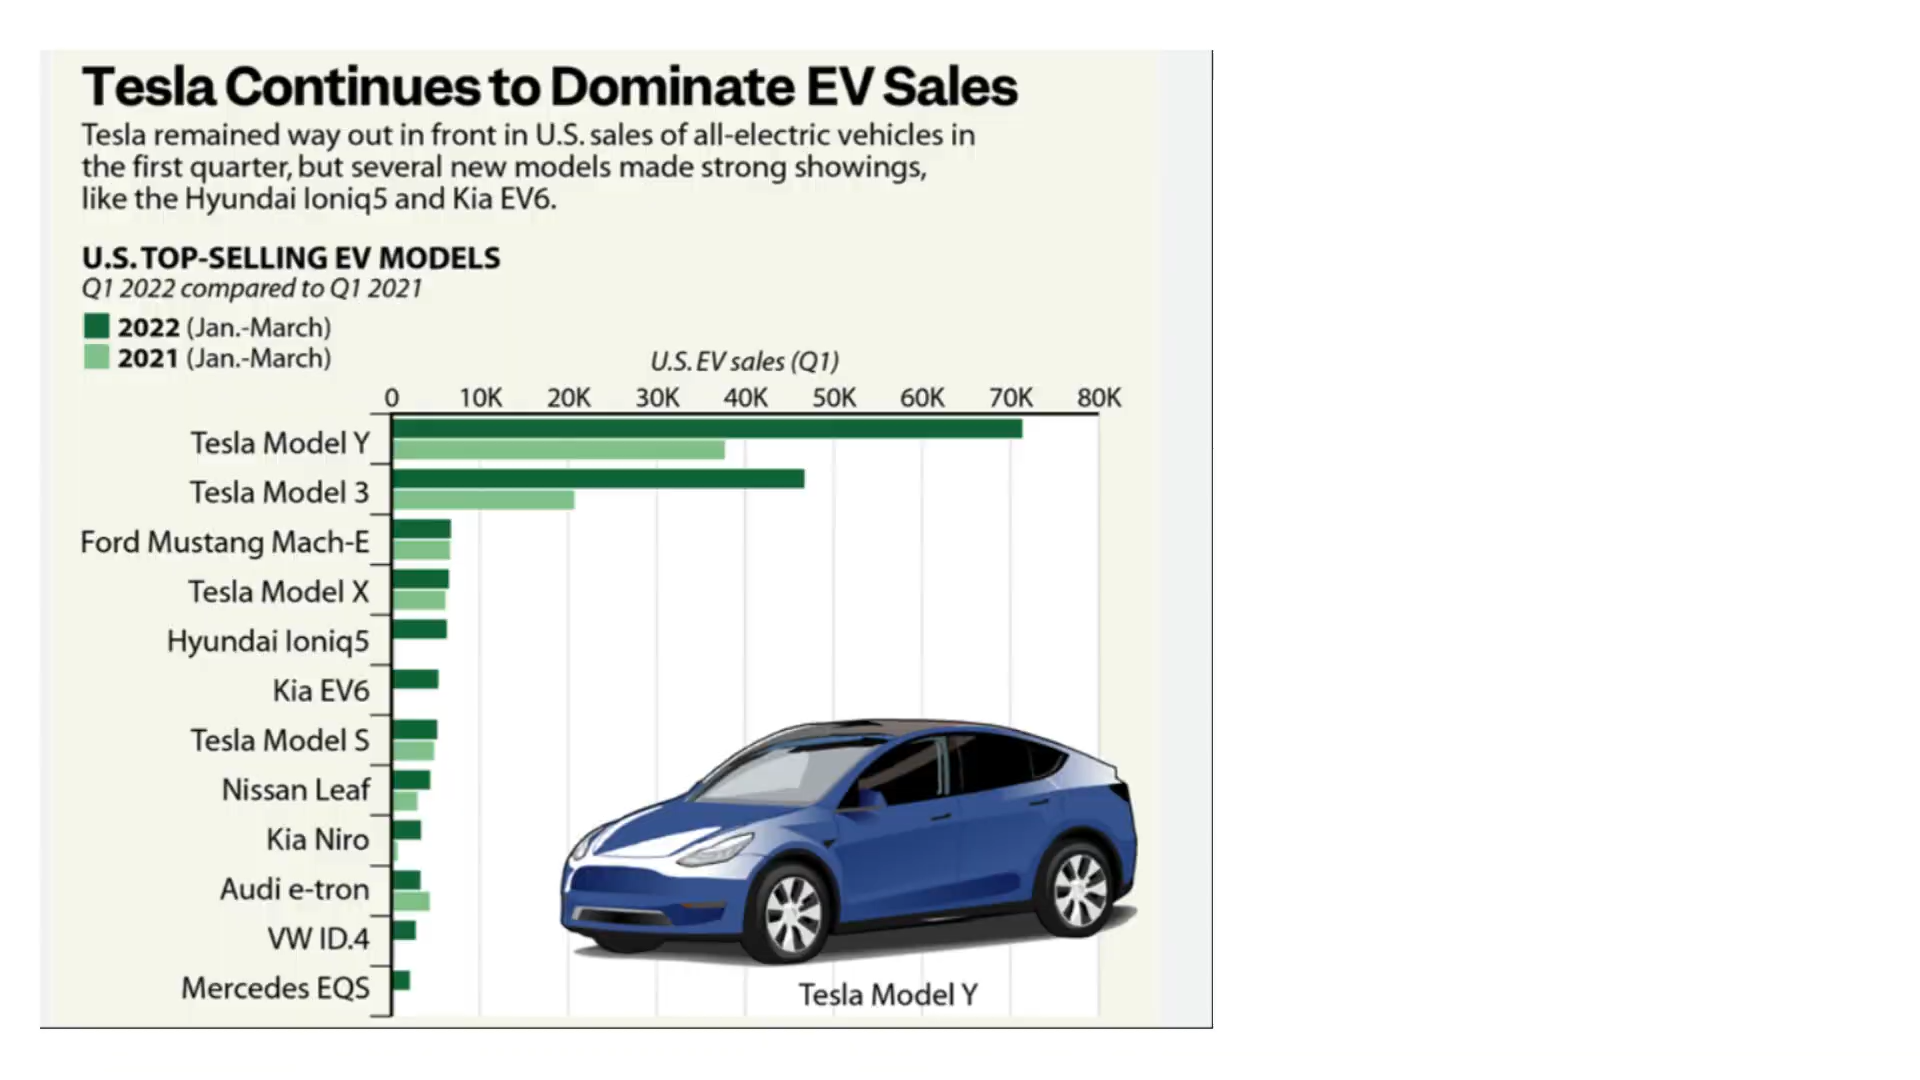 Tesla Continues to Dominate EV Sales
Tesla remained way out in front in U.S. sales of all-electric vehicles in
the first quarter, but several new models made strong showings,
like the Hyundai Ioniq5 and Kia EV6.
U.S. TOP-SELLING EV MODELS
Q1 2022 compared to Q1 2021
2022 (Jan.-March)
2021 (Jan.-March)
U.S. EV sales (Q1)
0 10K 20K 30K 40K 50K 60K 70K 80K
Tesla Model Y
Tesla Model 3
Ford Mustang Mach-E
Tesla Model X
Hyundai Ioniq5
Kia EV6
Tesla Model S
Nissan Leaf
Kia Niro
Audi e-tron
VW ID.4
Mercedes EQS
Tesla Model Y